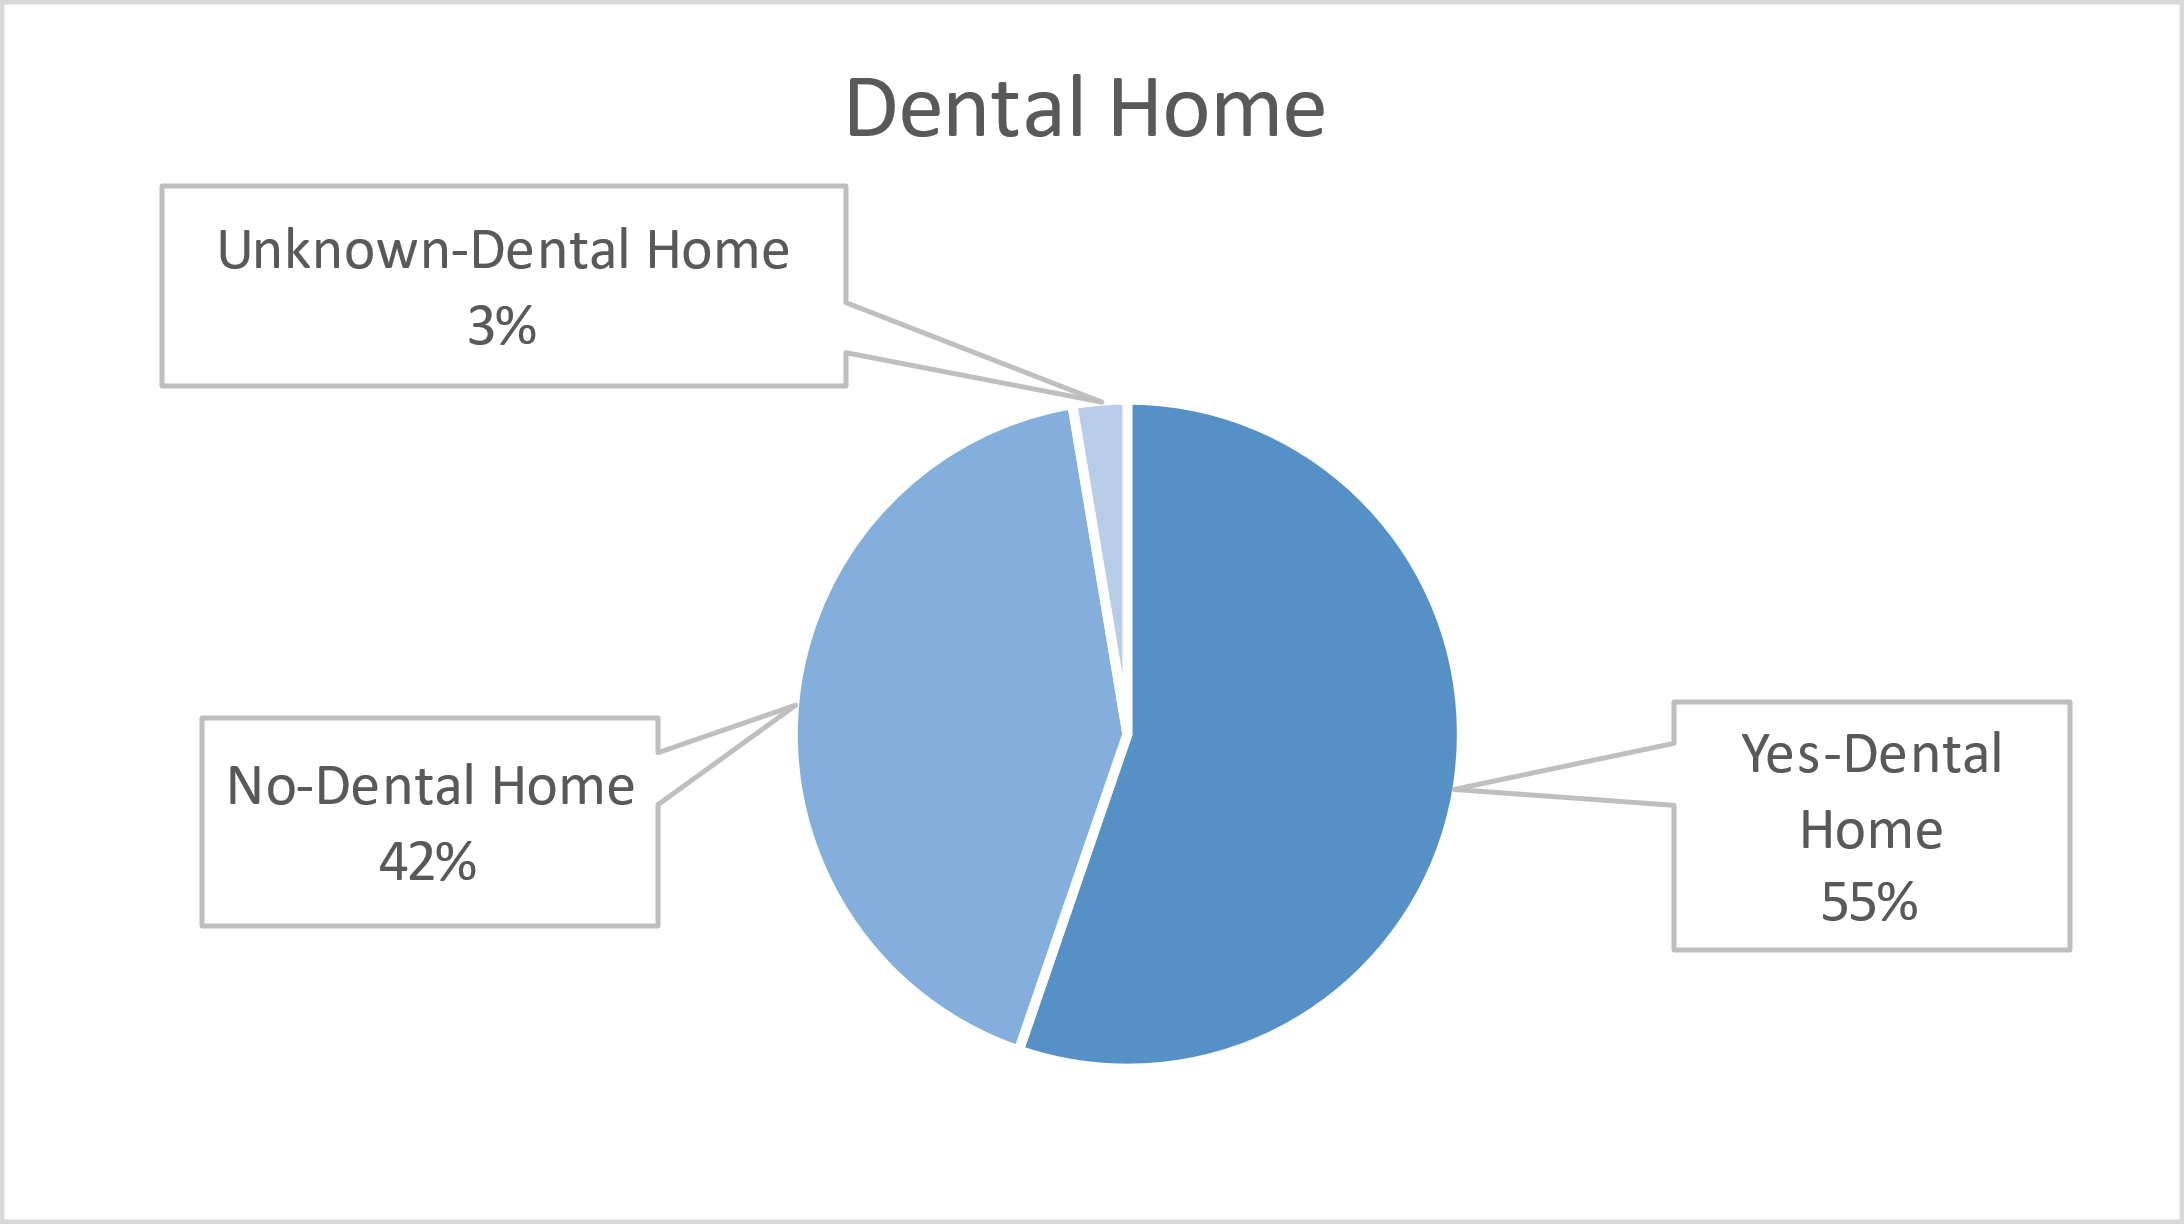 Dental Home
Unknown-Dental Home
3%
No-Dental Home
42%
Yes-Dental
Home
55%